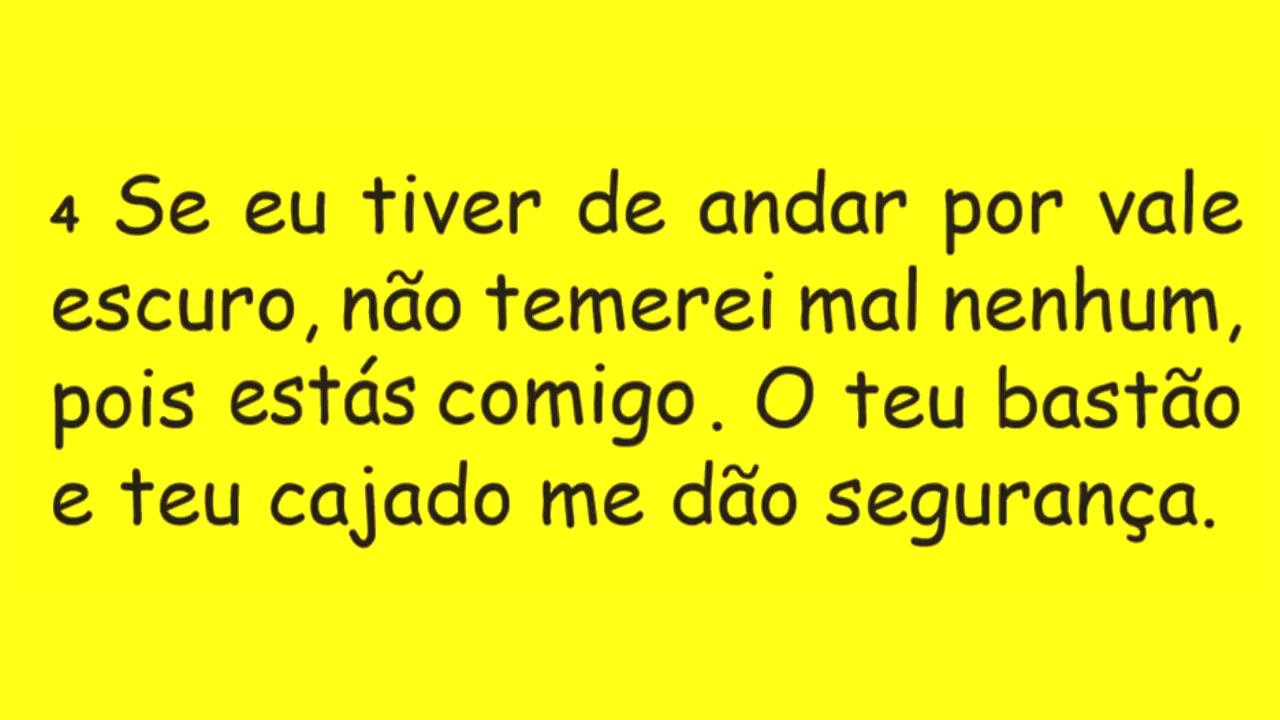 4 Se eu tiver de andar por vale
escuro, não temerei mal nenhum,
pois estás comigo. O teu bastão
e teu cajado me dão segurança.